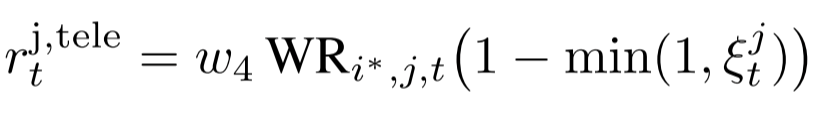 r_t^{j,tele} = w_4 WR_{i*,j,t}(1 − min(1, ξ_t^j))